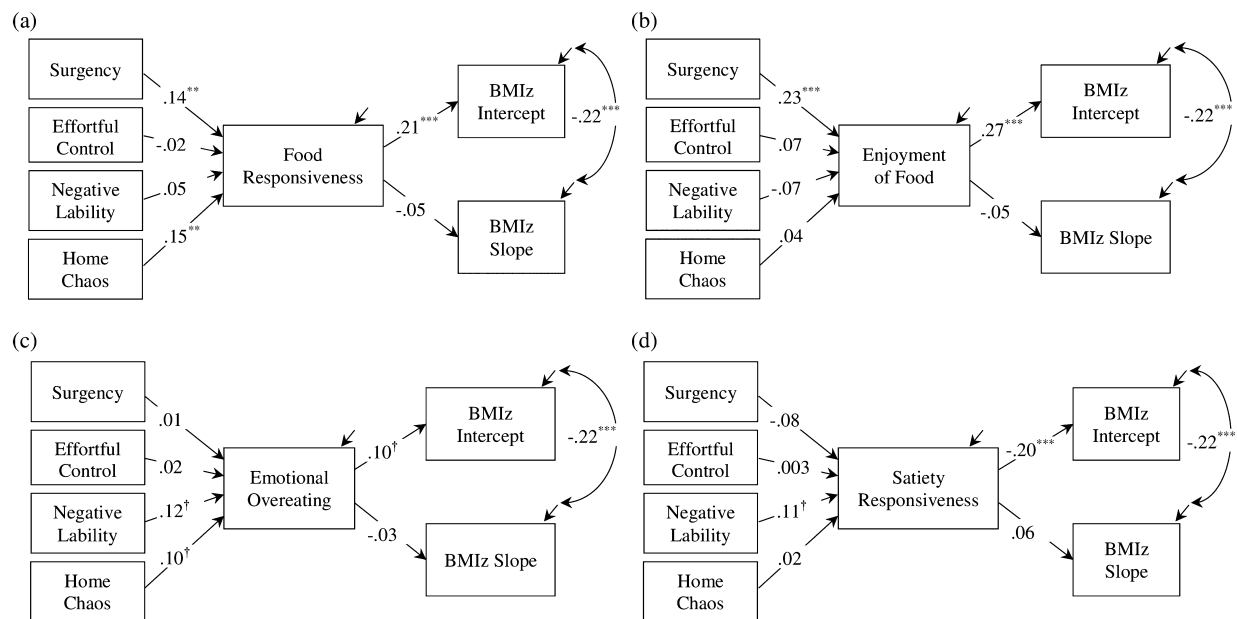 (a)
Surgency
Effortful
Control
Negative
Lability
Home
Chaos
.14**
-.02
.05
.15**
Food
Responsiveness
.21***
-.05
BMIz
Intercept
BMIz
Slope
-.22***
(b)
Surgency
Effortful
Control
Negative
Lability
Home
Chaos
.23***
.07
-.07
.04
Enjoyment
of Food
.27***
-.05
BMIz
Intercept
BMIz Slope
-.22***
(c)
Surgency
Effortful
Control
Negative
Lability
Home
Chaos
.01
.02
.12†
.10†
Emotional
Overeating
.10†
-.03
BMIz
Intercept
BMIz Slope
-.22***
(d)
Surgency
Effortful
Control
Negative
Lability
Home
Chaos
-.08
.003
.11†
.02
Satiety
Responsiveness
-.20***
.06
BMIz
Intercept
BMIz
Slope
-.22***